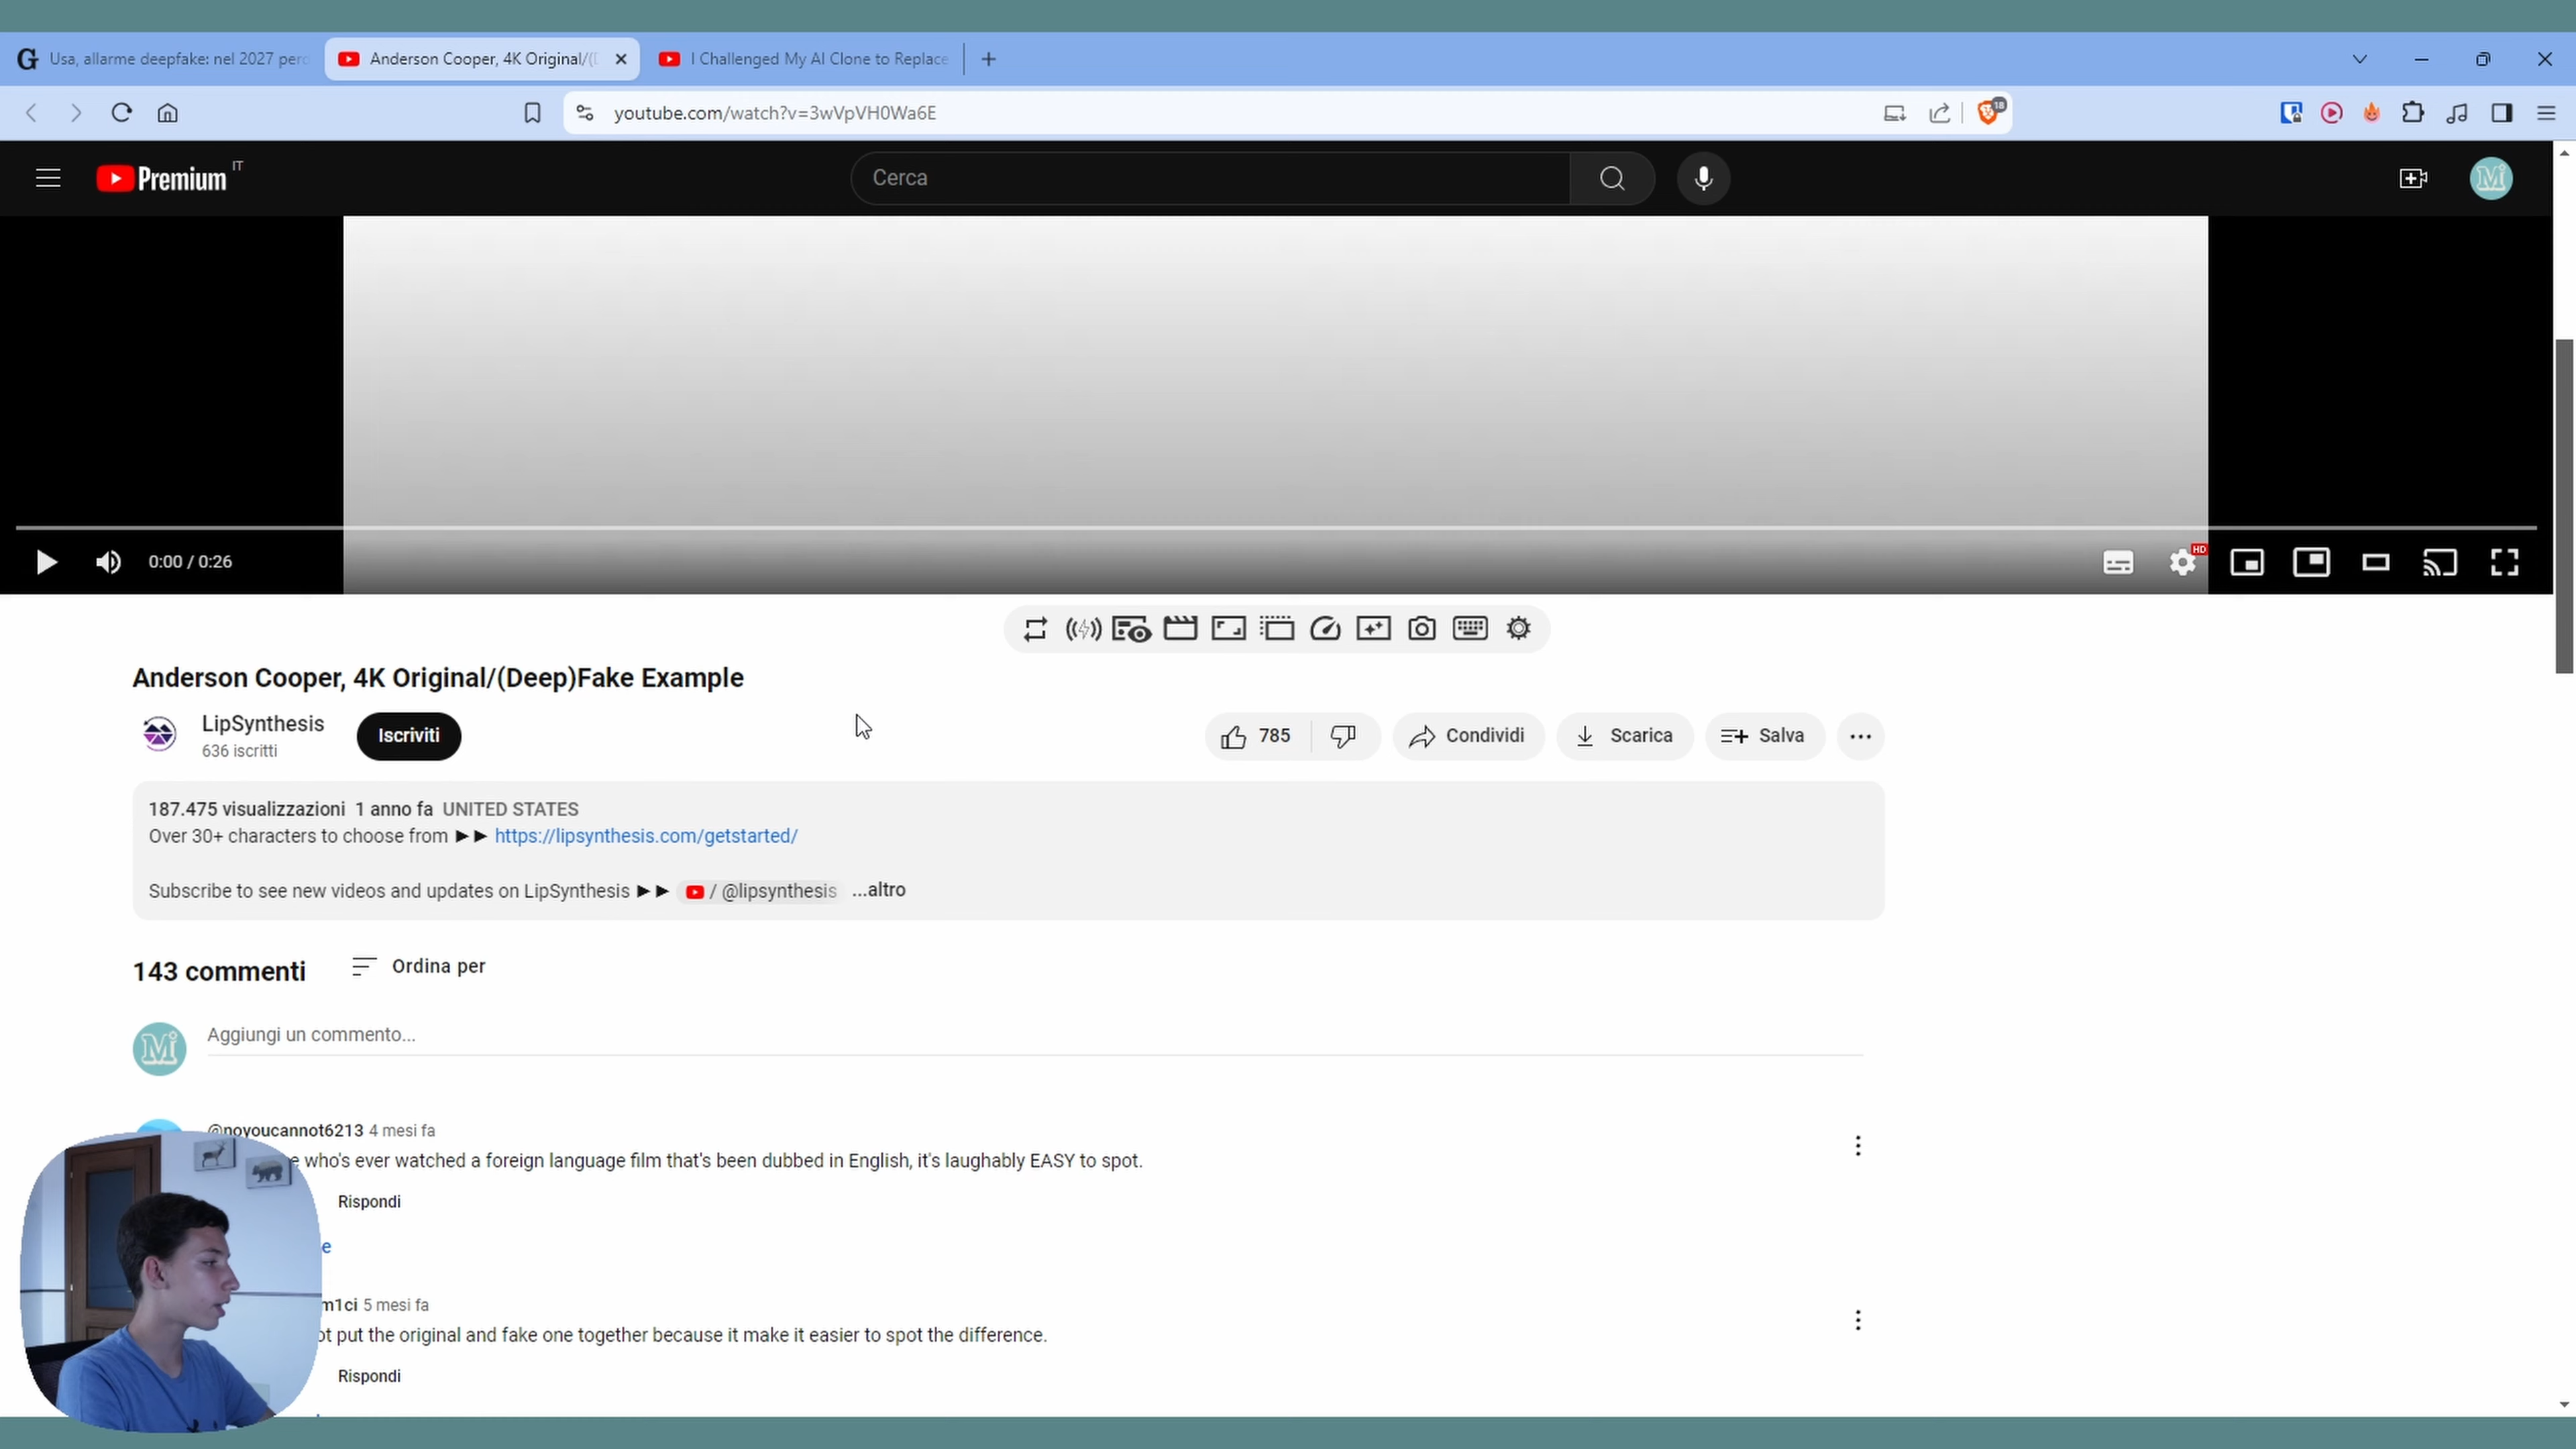 G Usa, allarme deepfake: nel 2027 perc
Anderson Cooper, 4K Original/(
I Challenged My AI Clone to Replace
youtube.com/watch?v=3wVpVH0Wa6E
18
Premium IT
Cerca
Mi
0:00 / 0:26
HD
Anderson Cooper, 4K Original/(Deep)Fake Example
LipSynthesis
636 iscritti
Iscriviti
785
Condividi
Scarica
Salva
187.475 visualizzazioni 1 anno fa UNITED STATES
Over 30+ characters to choose from ►► https://lipsynthesis.com/getstarted/
Subscribe to see new videos and updates on LipSynthesis ►► / @lipsynthesis ...altro
143 commenti
Ordina per
Mi
Aggiungi un commento...
@noyoucannot6213 4 mesi fa
e who's ever watched a foreign language film that's been dubbed in English, it's laughably EASY to spot.
Rispondi
e
m1ci 5 mesi fa
ot put the original and fake one together because it make it easier to spot the difference.
Rispondi